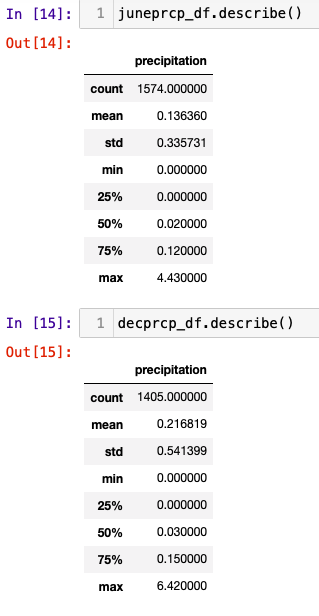 In [14]: 1 juneprcp_df.describe()
Out[14]:
precipitation
count 1574.000000
mean 0.136360
std 0.335731
min 0.000000
25% 0.000000
50% 0.020000
75% 0.120000
max 4.430000
In [15]: 1 decprcp_df.describe()
Out[15]:
precipitation
count 1405.000000
mean 0.216819
std 0.541399
min 0.000000
25% 0.000000
50% 0.030000
75% 0.150000
max 6.420000